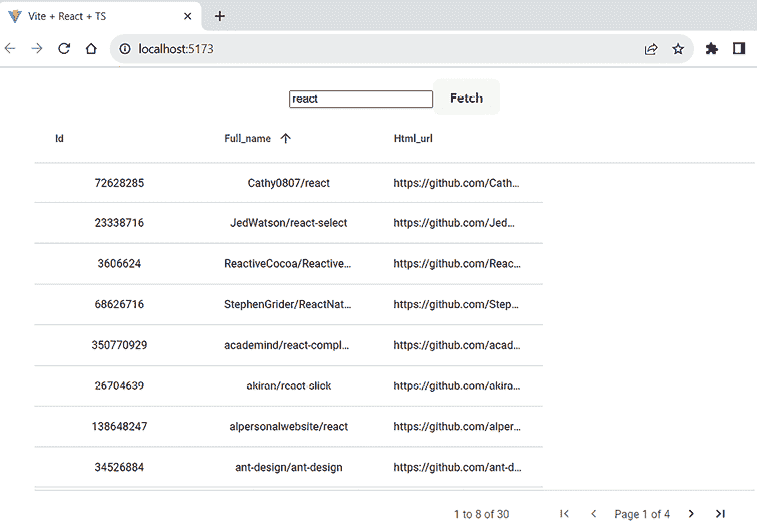 Vite + React + TS
localhost:5173
react Fetch
Id Full_name Html_url
72628285 Cathy0807/react https://github.com/Cath...
23338716 JedWatson/react-select https://github.com/Jed...
3606624 ReactiveCocoa/Reactive... https://github.com/Reac...
68626716 StephenGrider/ReactNat... https://github.com/Step...
350770929 academind/react-compl... https://github.com/acad...
26704639 akiran/react-slick https://github.com/akira...
138648247 alpersonalwebsite/react https://github.com/alper...
34526884 ant-design/ant-design https://github.com/ant-d...
1 to 8 of 30 Page 1 of 4